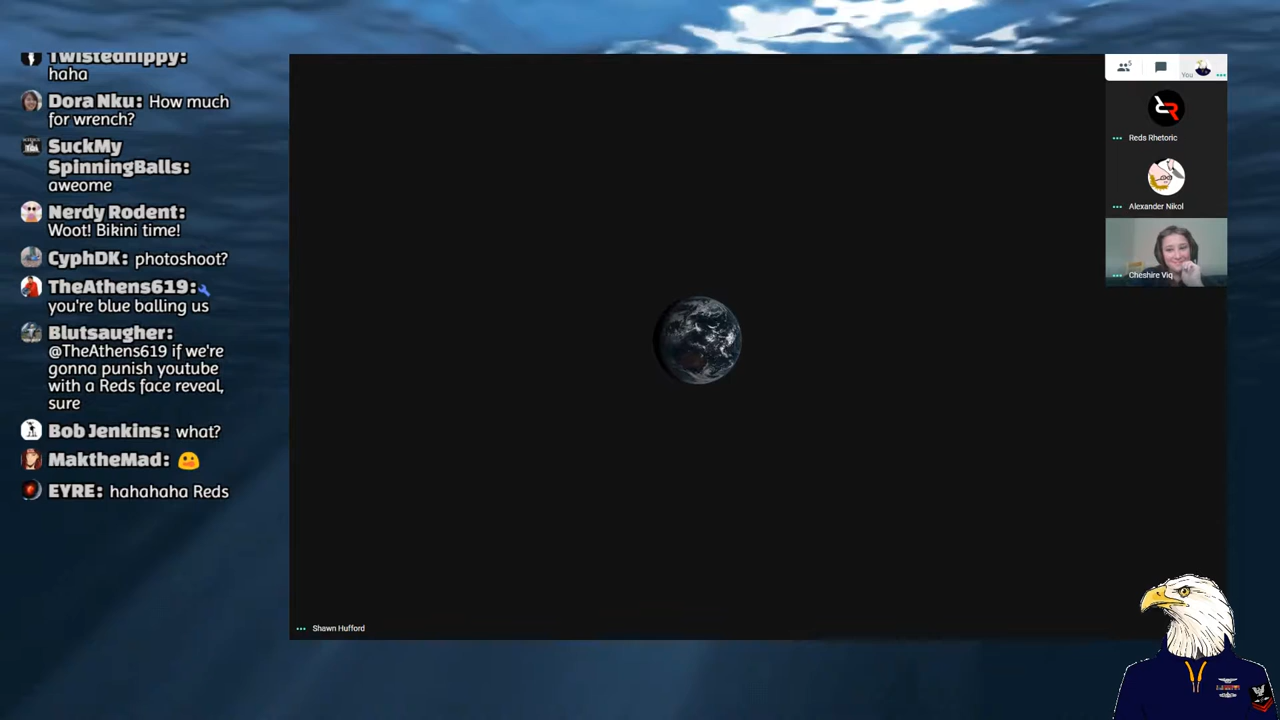 TwistedHippy:
haha
Dora Nku: How much
for wrench?
SuckMy
SpinningBalls:
aweome
Nerdy Rodent:
Woot! Bikini time!
CyphDK: photoshoot?
TheAthens619:
you're blue balling us
Blutsaugher:
@TheAthens619 if we're
gonna punish youtube
with a Reds face reveal,
sure
Bob Jenkins: what?
MaktheMad:
EYRE: hahahaha Reds
5
You
Reds Rhetoric
Alexander Nikol
Cheshire Viq
Shawn Hufford